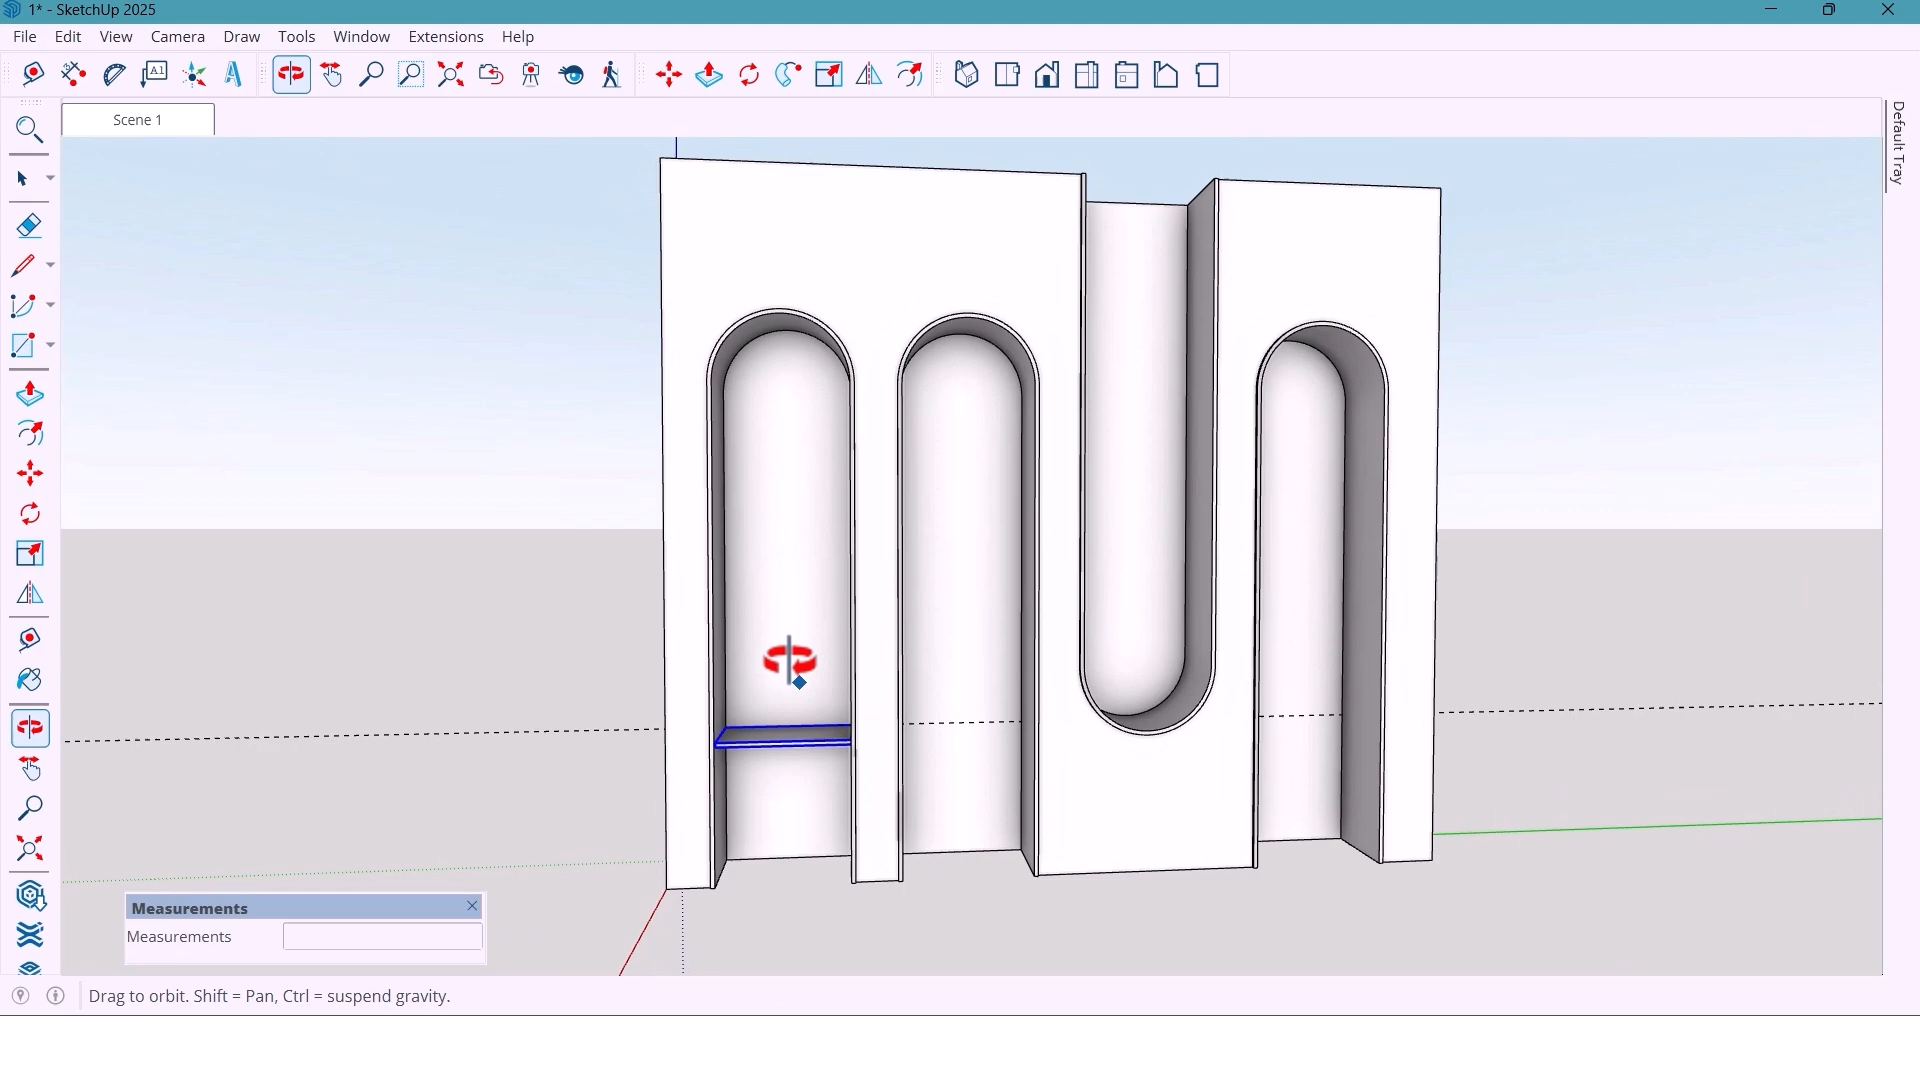 1* - SketchUp 2025
File Edit View Camera Draw Tools Window Extensions Help
A1
Scene 1
Default Tray
Measurements
Measurements
Drag to orbit. Shift = Pan, Ctrl = suspend gravity.